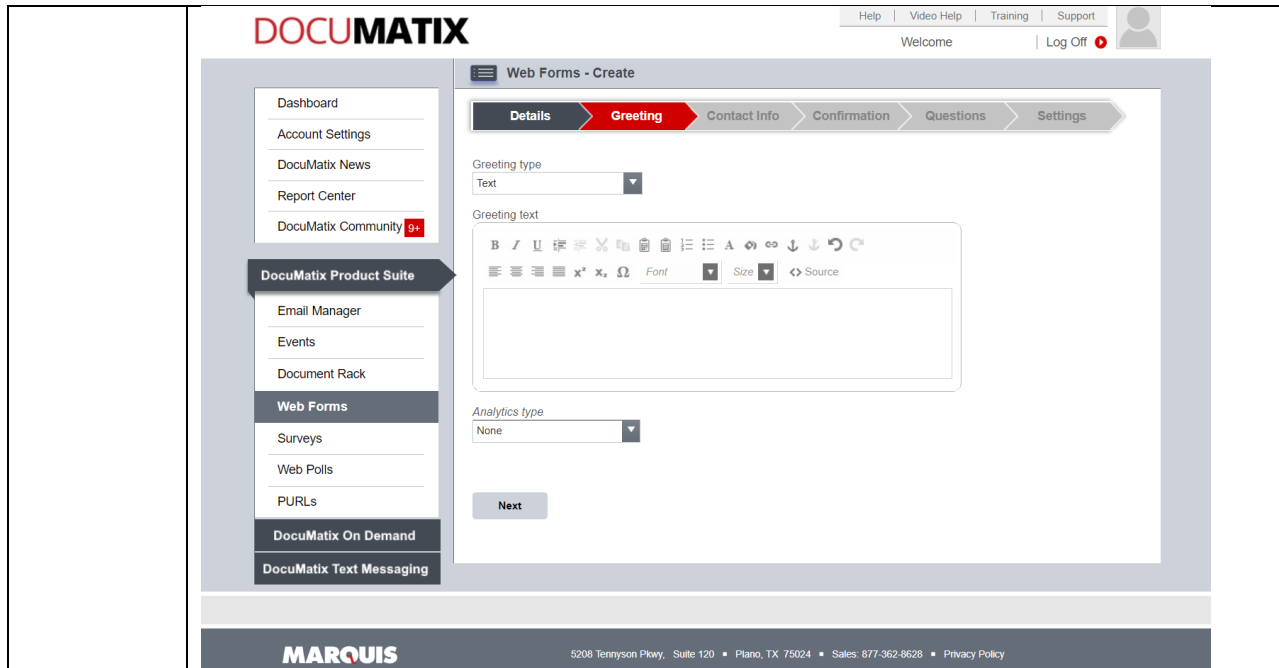 DOCUMATIX
Help | Video Help | Training | Support
Welcome | Log Off
Web Forms - Create
Dashboard
Account Settings
DocuMatix News
Report Center
DocuMatix Community 9+
DocuMatix Product Suite
Email Manager
Events
Document Rack
Web Forms
Surveys
Web Polls
PURLs
DocuMatix On Demand
DocuMatix Text Messaging
Details Greeting Contact Info Confirmation Questions Settings
Greeting type
Text
Greeting text
B I U A
x² xₓ Ω Font Size <> Source
Analytics type
None
Next
MARQUIS
5208 Tennyson Pkwy, Suite 120 ▪ Plano, TX 75024 ▪ Sales: 877-362-8628 ▪ Privacy Policy